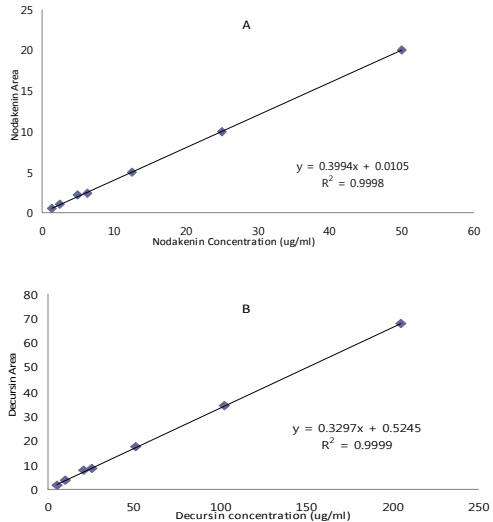 A
25
20
15
10
5
0
Nodakenin Area
y = 0.3994x + 0.0105
R² = 0.9998
0 10 20 30 40 50 60
Nodakenin Concentration (ug/ml)
B
80
70
60
50
40
30
20
10
0
Decursin Area
y = 0.3297x + 0.5245
R² = 0.9999
0 50 100 150 200 250
Decursin concentration (ug/ml)